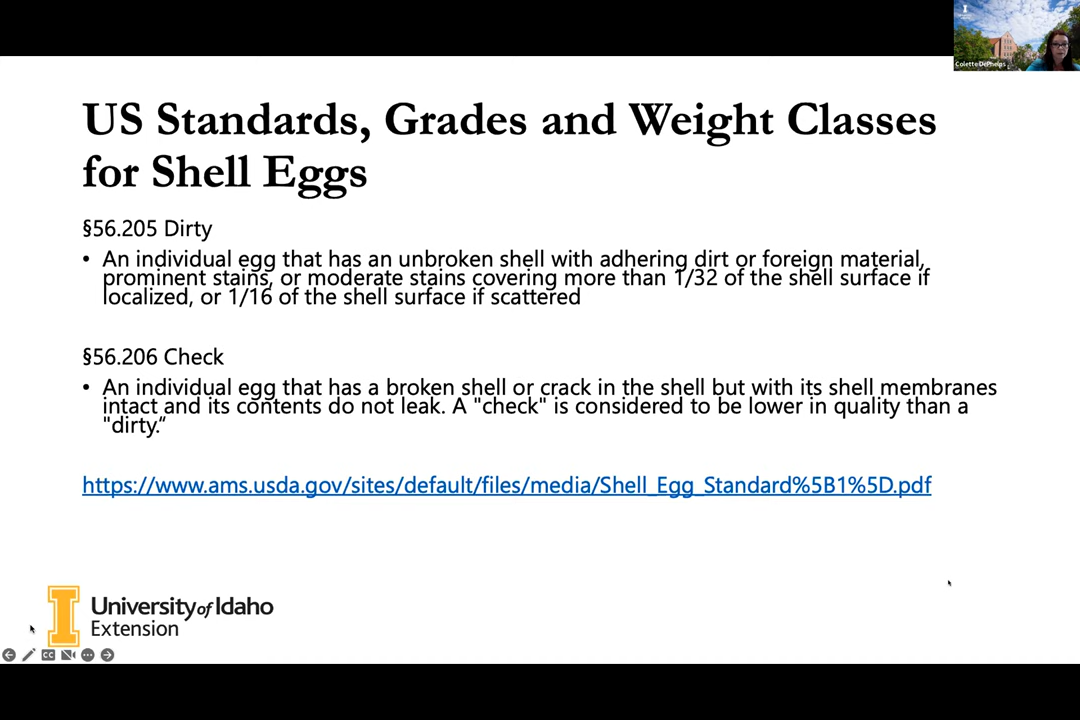 Colette DePhelps
US Standards, Grades and Weight Classes
for Shell Eggs
§56.205 Dirty
• An individual egg that has an unbroken shell with adhering dirt or foreign material,
prominent stains, or moderate stains covering more than 1/32 of the shell surface if
localized, or 1/16 of the shell surface if scattered
§56.206 Check
• An individual egg that has a broken shell or crack in the shell but with its shell membranes
intact and its contents do not leak. A "check" is considered to be lower in quality than a
"dirty.“
https://www.ams.usda.gov/sites/default/files/media/Shell_Egg_Standard%5B1%5D.pdf
University of Idaho
Extension
CC